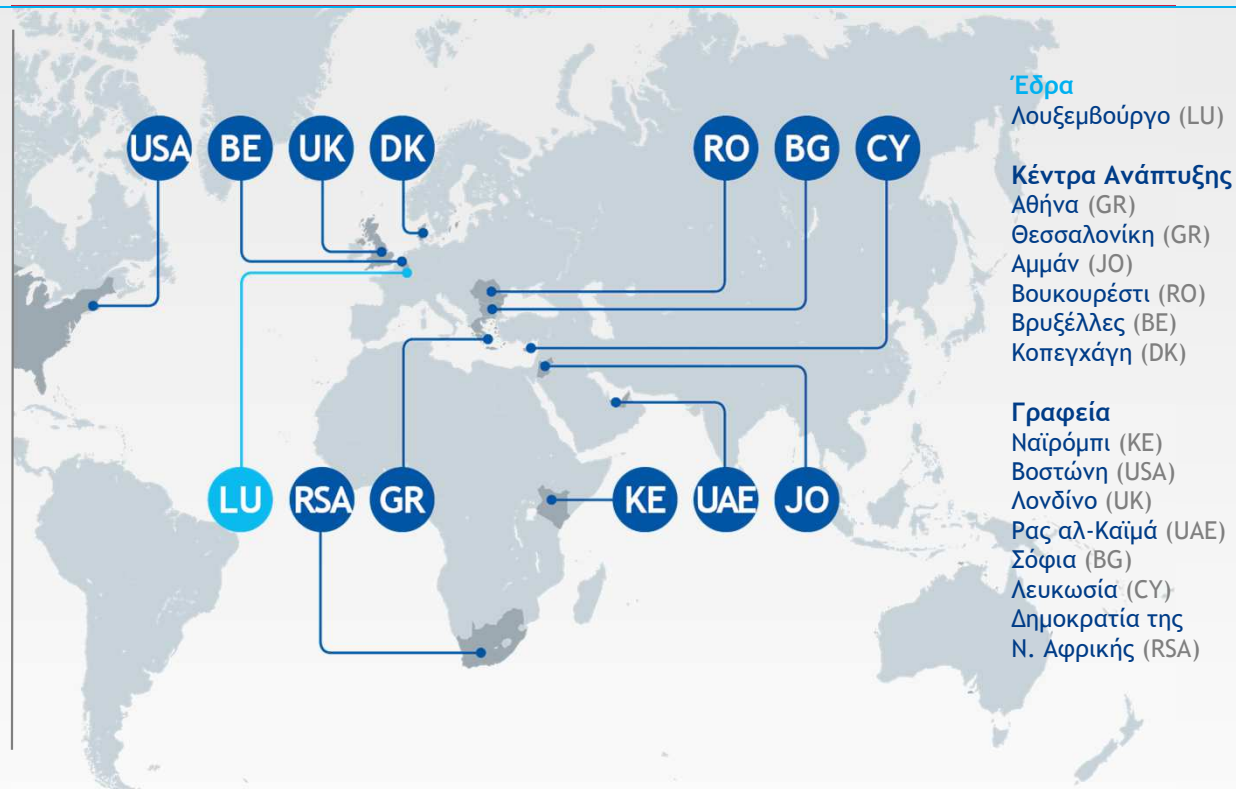 USA
BE
UK
DK
RO
BG
CY
LU
RSA
GR
KE
UAE
JO
Έδρα
Λουξεμβούργο (LU)
Κέντρα Ανάπτυξης
Αθήνα (GR)
Θεσσαλονίκη (GR)
Αμμάν (JO)
Βουκουρέστι (RO)
Βρυξέλλες (BE)
Κοπεγχάγη (DK)
Γραφεία
Ναϊρόμπι (KE)
Βοστώνη (USA)
Λονδίνο (UK)
Ρας αλ-Καϊμά (UAE)
Σόφια (BG)
Λευκωσία (CY)
Δημοκρατία της
Ν. Αφρικής (RSA)